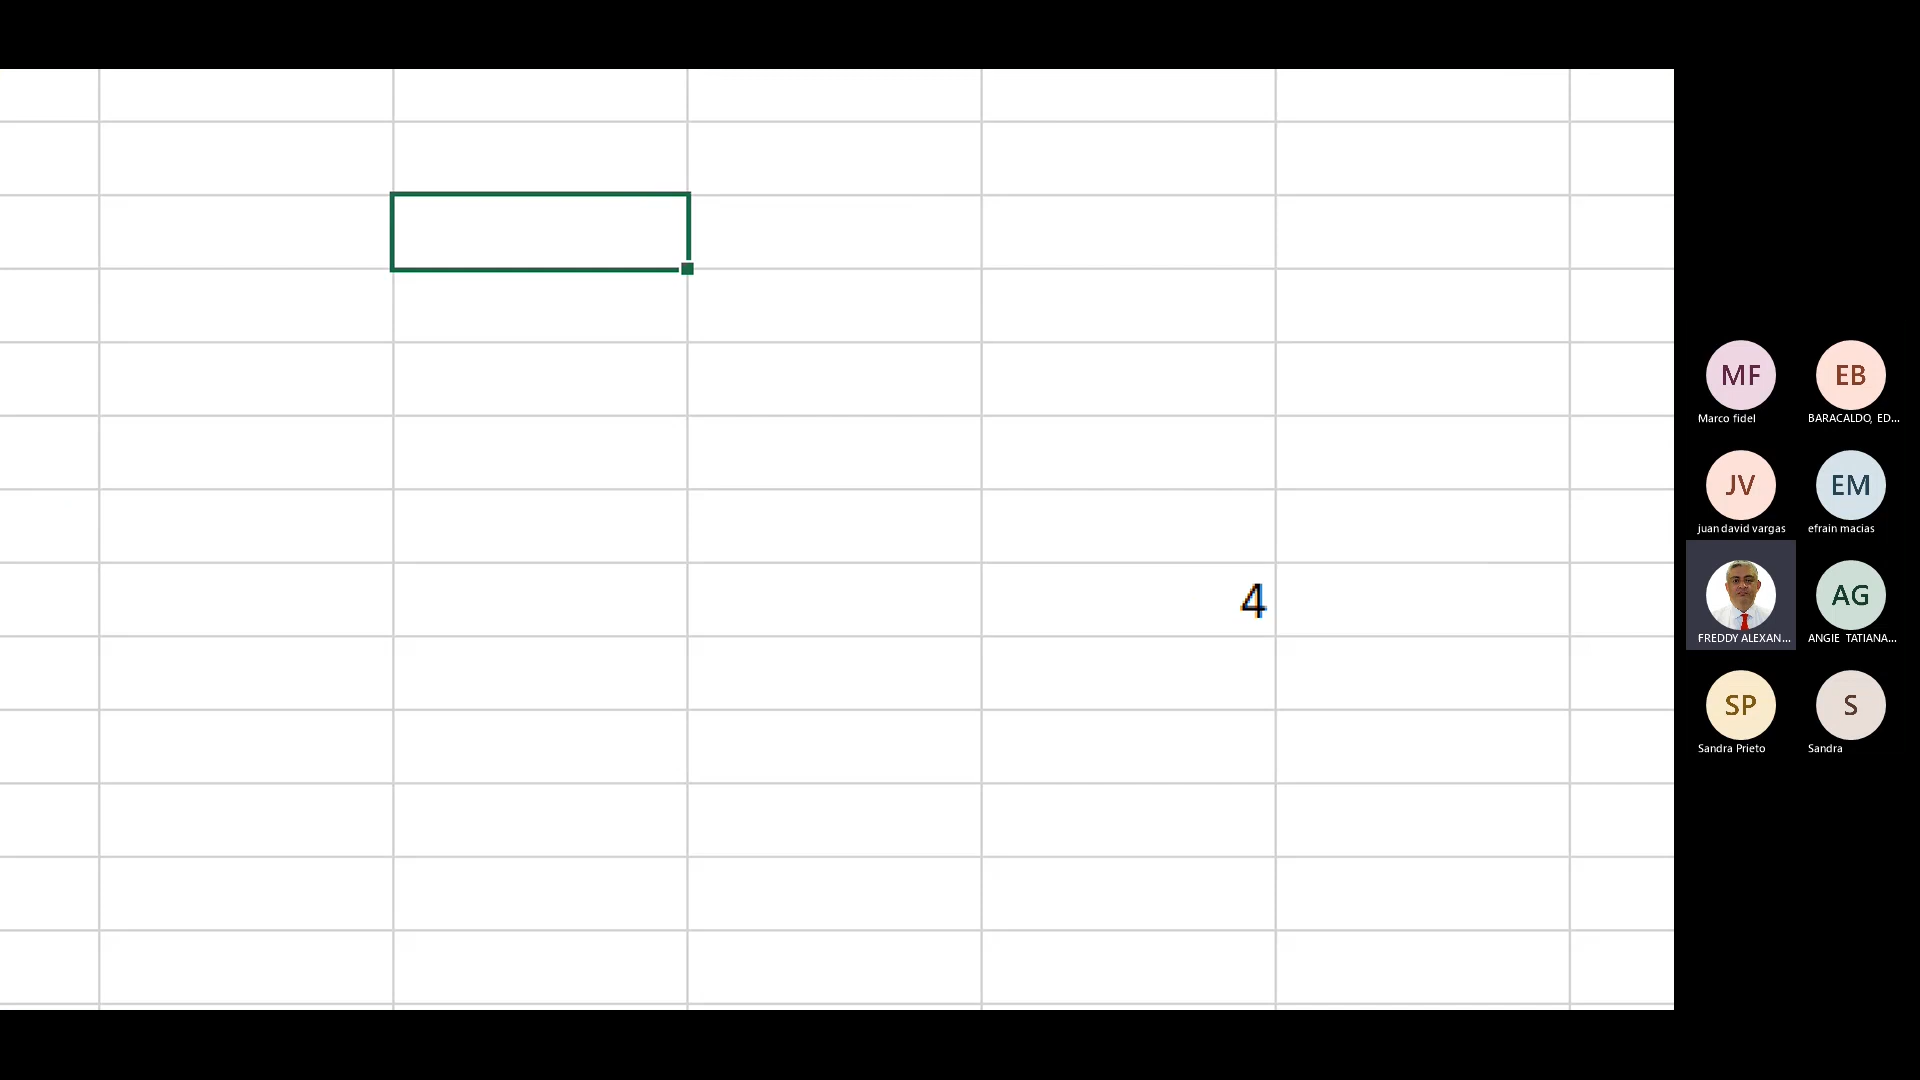 4
MF
EB
Marco fidel
BARACALDO, ED...
JV
EM
juan david vargas
efrain macias
AG
FREDDY ALEXAN...
ANGIE TATIANA...
SP
S
Sandra Prieto
Sandra